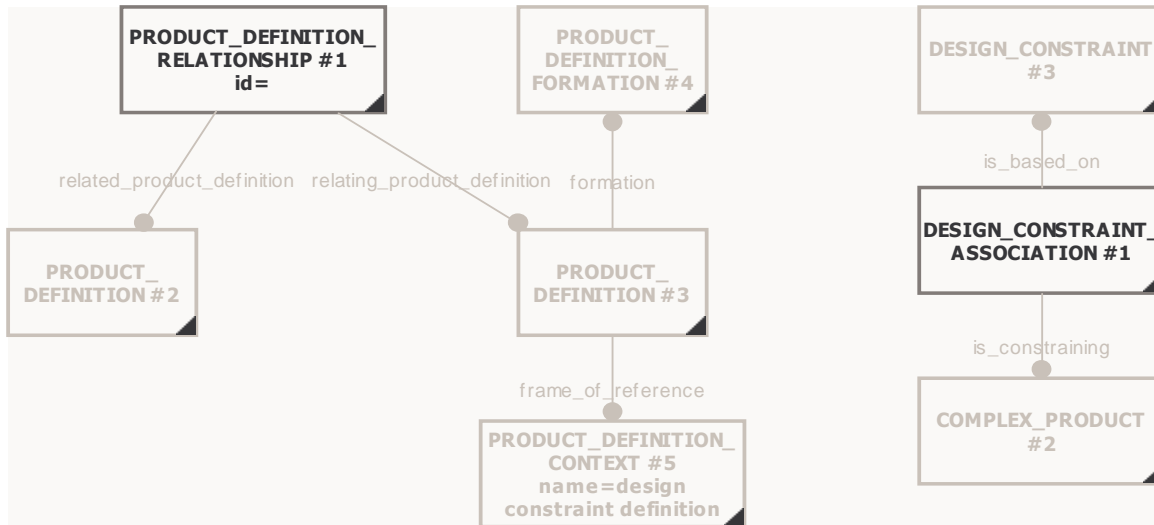 PRODUCT_DEFINITION_
RELATIONSHIP #1
id=
PRODUCT_
DEFINITION_
FORMATION #4
DESIGN_CONSTRAINT
#3
related_product_definition
relating_product_definition
formation
is_based_on
PRODUCT_
DEFINITION #2
PRODUCT_
DEFINITION #3
DESIGN_CONSTRAINT_
ASSOCIATION #1
frame_of_reference
is_constraining
PRODUCT_DEFINITION_
CONTEXT #5
name=design
constraint definition
COMPLEX_PRODUCT
#2